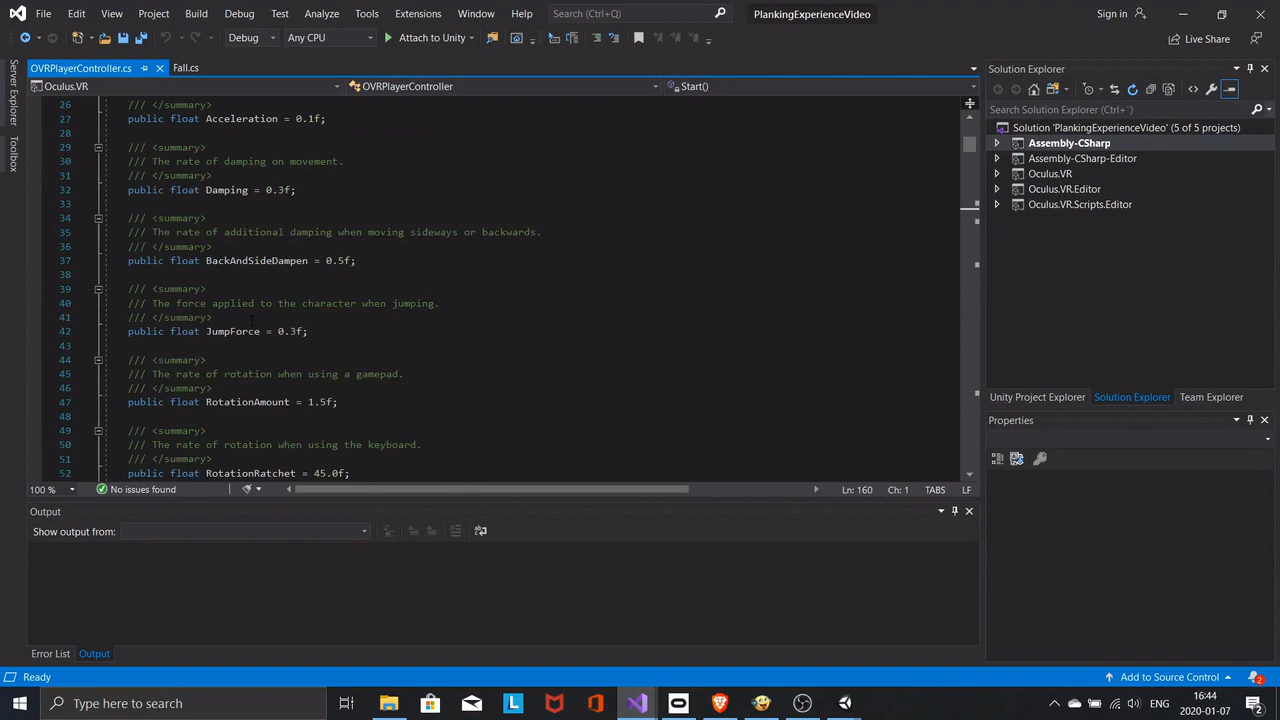 File Edit View Project Build Debug Test Analyze Tools Extensions Window Help Search (Ctrl+Q) PlankingExperienceVideo Sign in
Debug Any CPU Attach to Unity Live Share
Server Explorer
Toolbox
OVRPlayerController.cs Fall.cs
Oculus.VR OVRPlayerController Start()
26 /// </summary>
27 public float Acceleration = 0.1f;
28
29 /// <summary>
30 /// The rate of damping on movement.
31 /// </summary>
32 public float Damping = 0.3f;
33
34 /// <summary>
35 /// The rate of additional damping when moving sideways or backwards.
36 /// </summary>
37 public float BackAndSideDampen = 0.5f;
38
39 /// <summary>
40 /// The force applied to the character when jumping.
41 /// </summary>
42 public float JumpForce = 0.3f;
43
44 /// <summary>
45 /// The rate of rotation when using a gamepad.
46 /// </summary>
47 public float RotationAmount = 1.5f;
48
49 /// <summary>
50 /// The rate of rotation when using the keyboard.
51 /// </summary>
52 public float RotationRatchet = 45.0f;
100 % No issues found Ln: 160 Ch: 1 TABS LF
Output
Show output from:
Error List Output
Solution Explorer
Search Solution Explorer (Ctrl+¨)
Solution 'PlankingExperienceVideo' (5 of 5 projects)
Assembly-CSharp
Assembly-CSharp-Editor
Oculus.VR
Oculus.VR.Editor
Oculus.VR.Scripts.Editor
Unity Project Explorer Solution Explorer Team Explorer
Properties
Ready Add to Source Control 2
Type here to search L ENG 16:44
2020-01-07 2